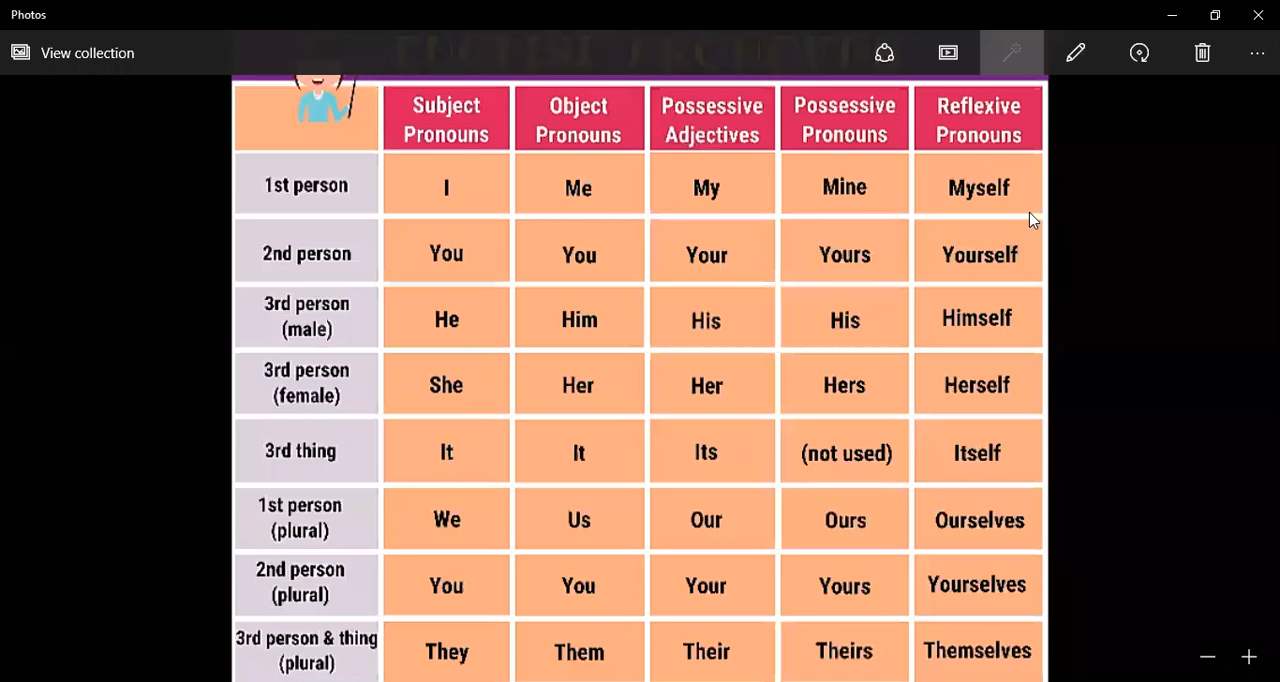 Photos
View collection
Subject Pronouns
Object Pronouns
Possessive Adjectives
Possessive Pronouns
Reflexive Pronouns
1st person I Me My Mine Myself
2nd person You You Your Yours Yourself
3rd person (male) He Him His His Himself
3rd person (female) She Her Her Hers Herself
3rd thing It It Its (not used) Itself
1st person (plural) We Us Our Ours Ourselves
2nd person (plural) You You Your Yours Yourselves
3rd person & thing (plural) They Them Their Theirs Themselves